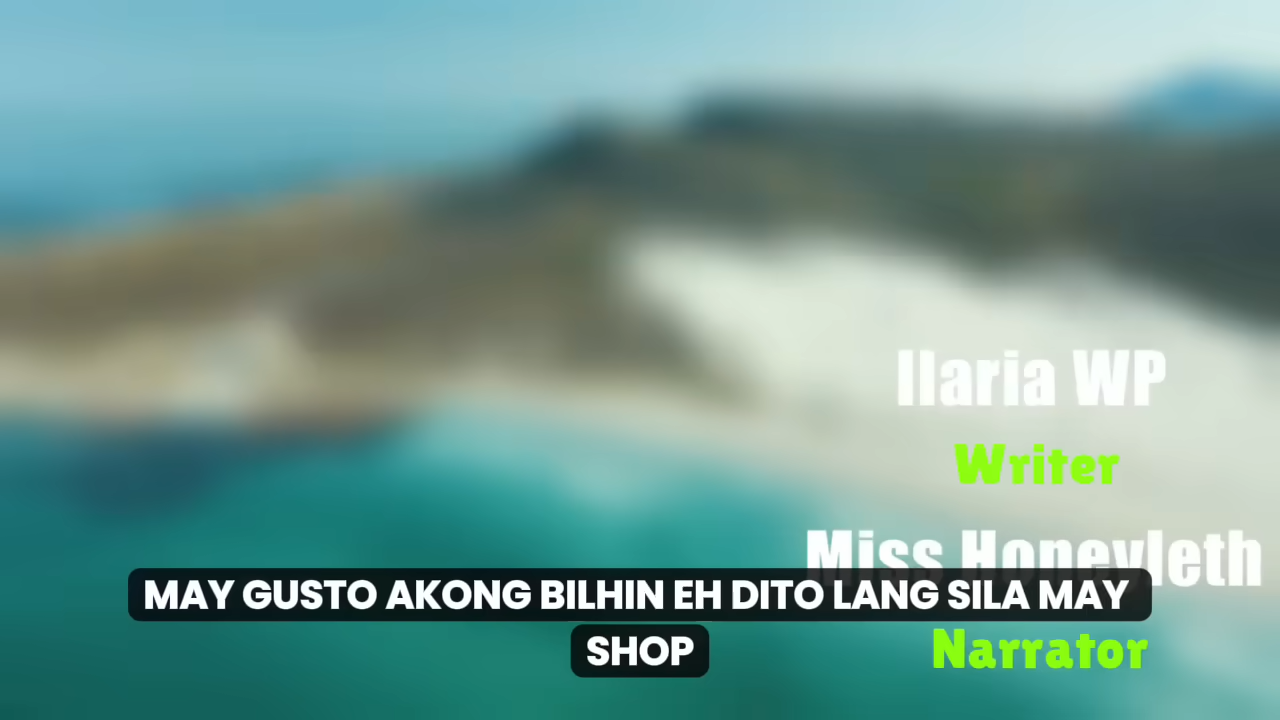 Ilaria WP
Writer
Miss Honeyleth
MAY GUSTO AKONG BILHIN EH DITO LANG SILA MAY
SHOP
Narrator